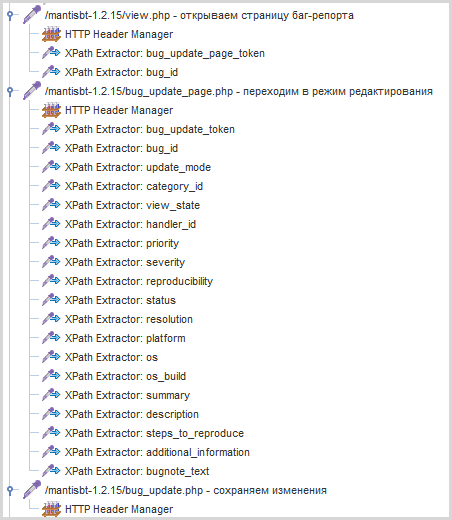 /mantisbt-1.2.15/view.php - открываем страницу баг-репорта
HTTP Header Manager
XPath Extractor: bug_update_page_token
XPath Extractor: bug_id
/mantisbt-1.2.15/bug_update_page.php - переходим в режим редактирования
HTTP Header Manager
XPath Extractor: bug_update_token
XPath Extractor: bug_id
XPath Extractor: update_mode
XPath Extractor: category_id
XPath Extractor: view_state
XPath Extractor: handler_id
XPath Extractor: priority
XPath Extractor: severity
XPath Extractor: reproducibility
XPath Extractor: status
XPath Extractor: resolution
XPath Extractor: platform
XPath Extractor: os
XPath Extractor: os_build
XPath Extractor: summary
XPath Extractor: description
XPath Extractor: steps_to_reproduce
XPath Extractor: additional_information
XPath Extractor: bugnote_text
/mantisbt-1.2.15/bug_update.php - сохраняем изменения
HTTP Header Manager